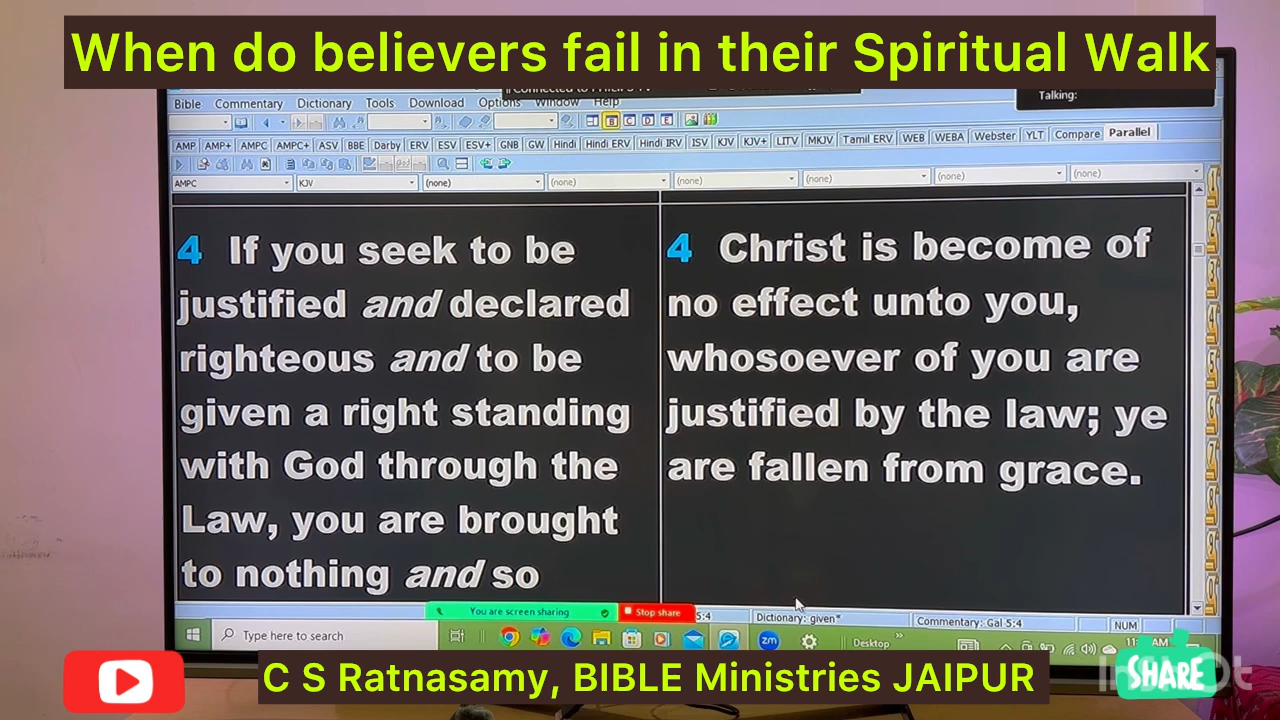 When do believers fail in their Spiritual Walk
Talking:
Bible Commentary Dictionary Tools Download Options Window Help
AMP AMP+ AMPC AMPC+ ASV BBE Darby ERV ESV ESV+ GNB GW Hindi Hindi ERV Hindi IRV ISV KJV KJV+ LITV MKJV Tamil ERV WEB WEBA Webster YLT Compare Parallel
AMPC KJV (none) (none) (none) (none) (none) (none)
4 If you seek to be
justified and declared
righteous and to be
given a right standing
with God through the
Law, you are brought
to nothing and so
4 Christ is become of
no effect unto you,
whosoever of you are
justified by the law; ye
are fallen from grace.
You are screen sharing Stop share
5:4 Dictionary: given* Commentary: Gal 5:4 NUM
Type here to search zm Desktop AM
C S Ratnasamy, BIBLE Ministries JAIPUR
SHARE